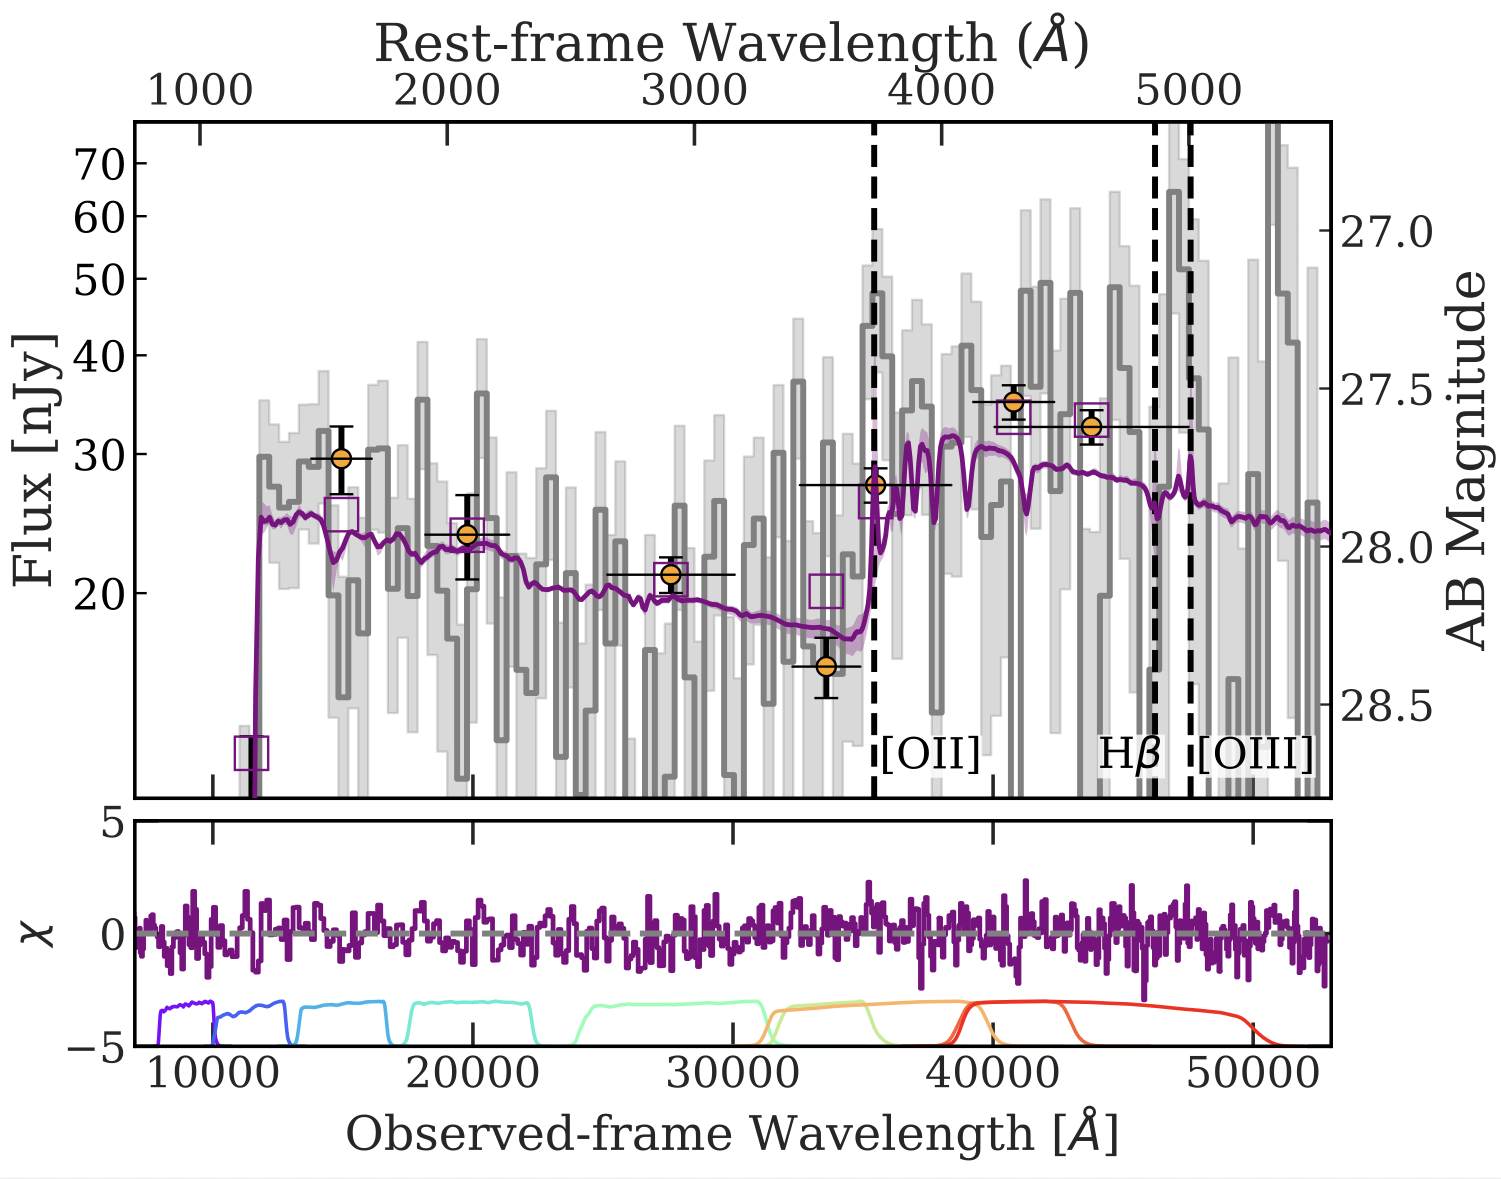 Rest-frame Wavelength (Å)
1000 2000 3000 4000 5000
70
60
50
40
30
20
Flux [nJy]
27.0
27.5
28.0
28.5
AB Magnitude
[OII] Hβ [OIII]
5
0
−5
χ
10000 20000 30000 40000 50000
Observed-frame Wavelength [Å]